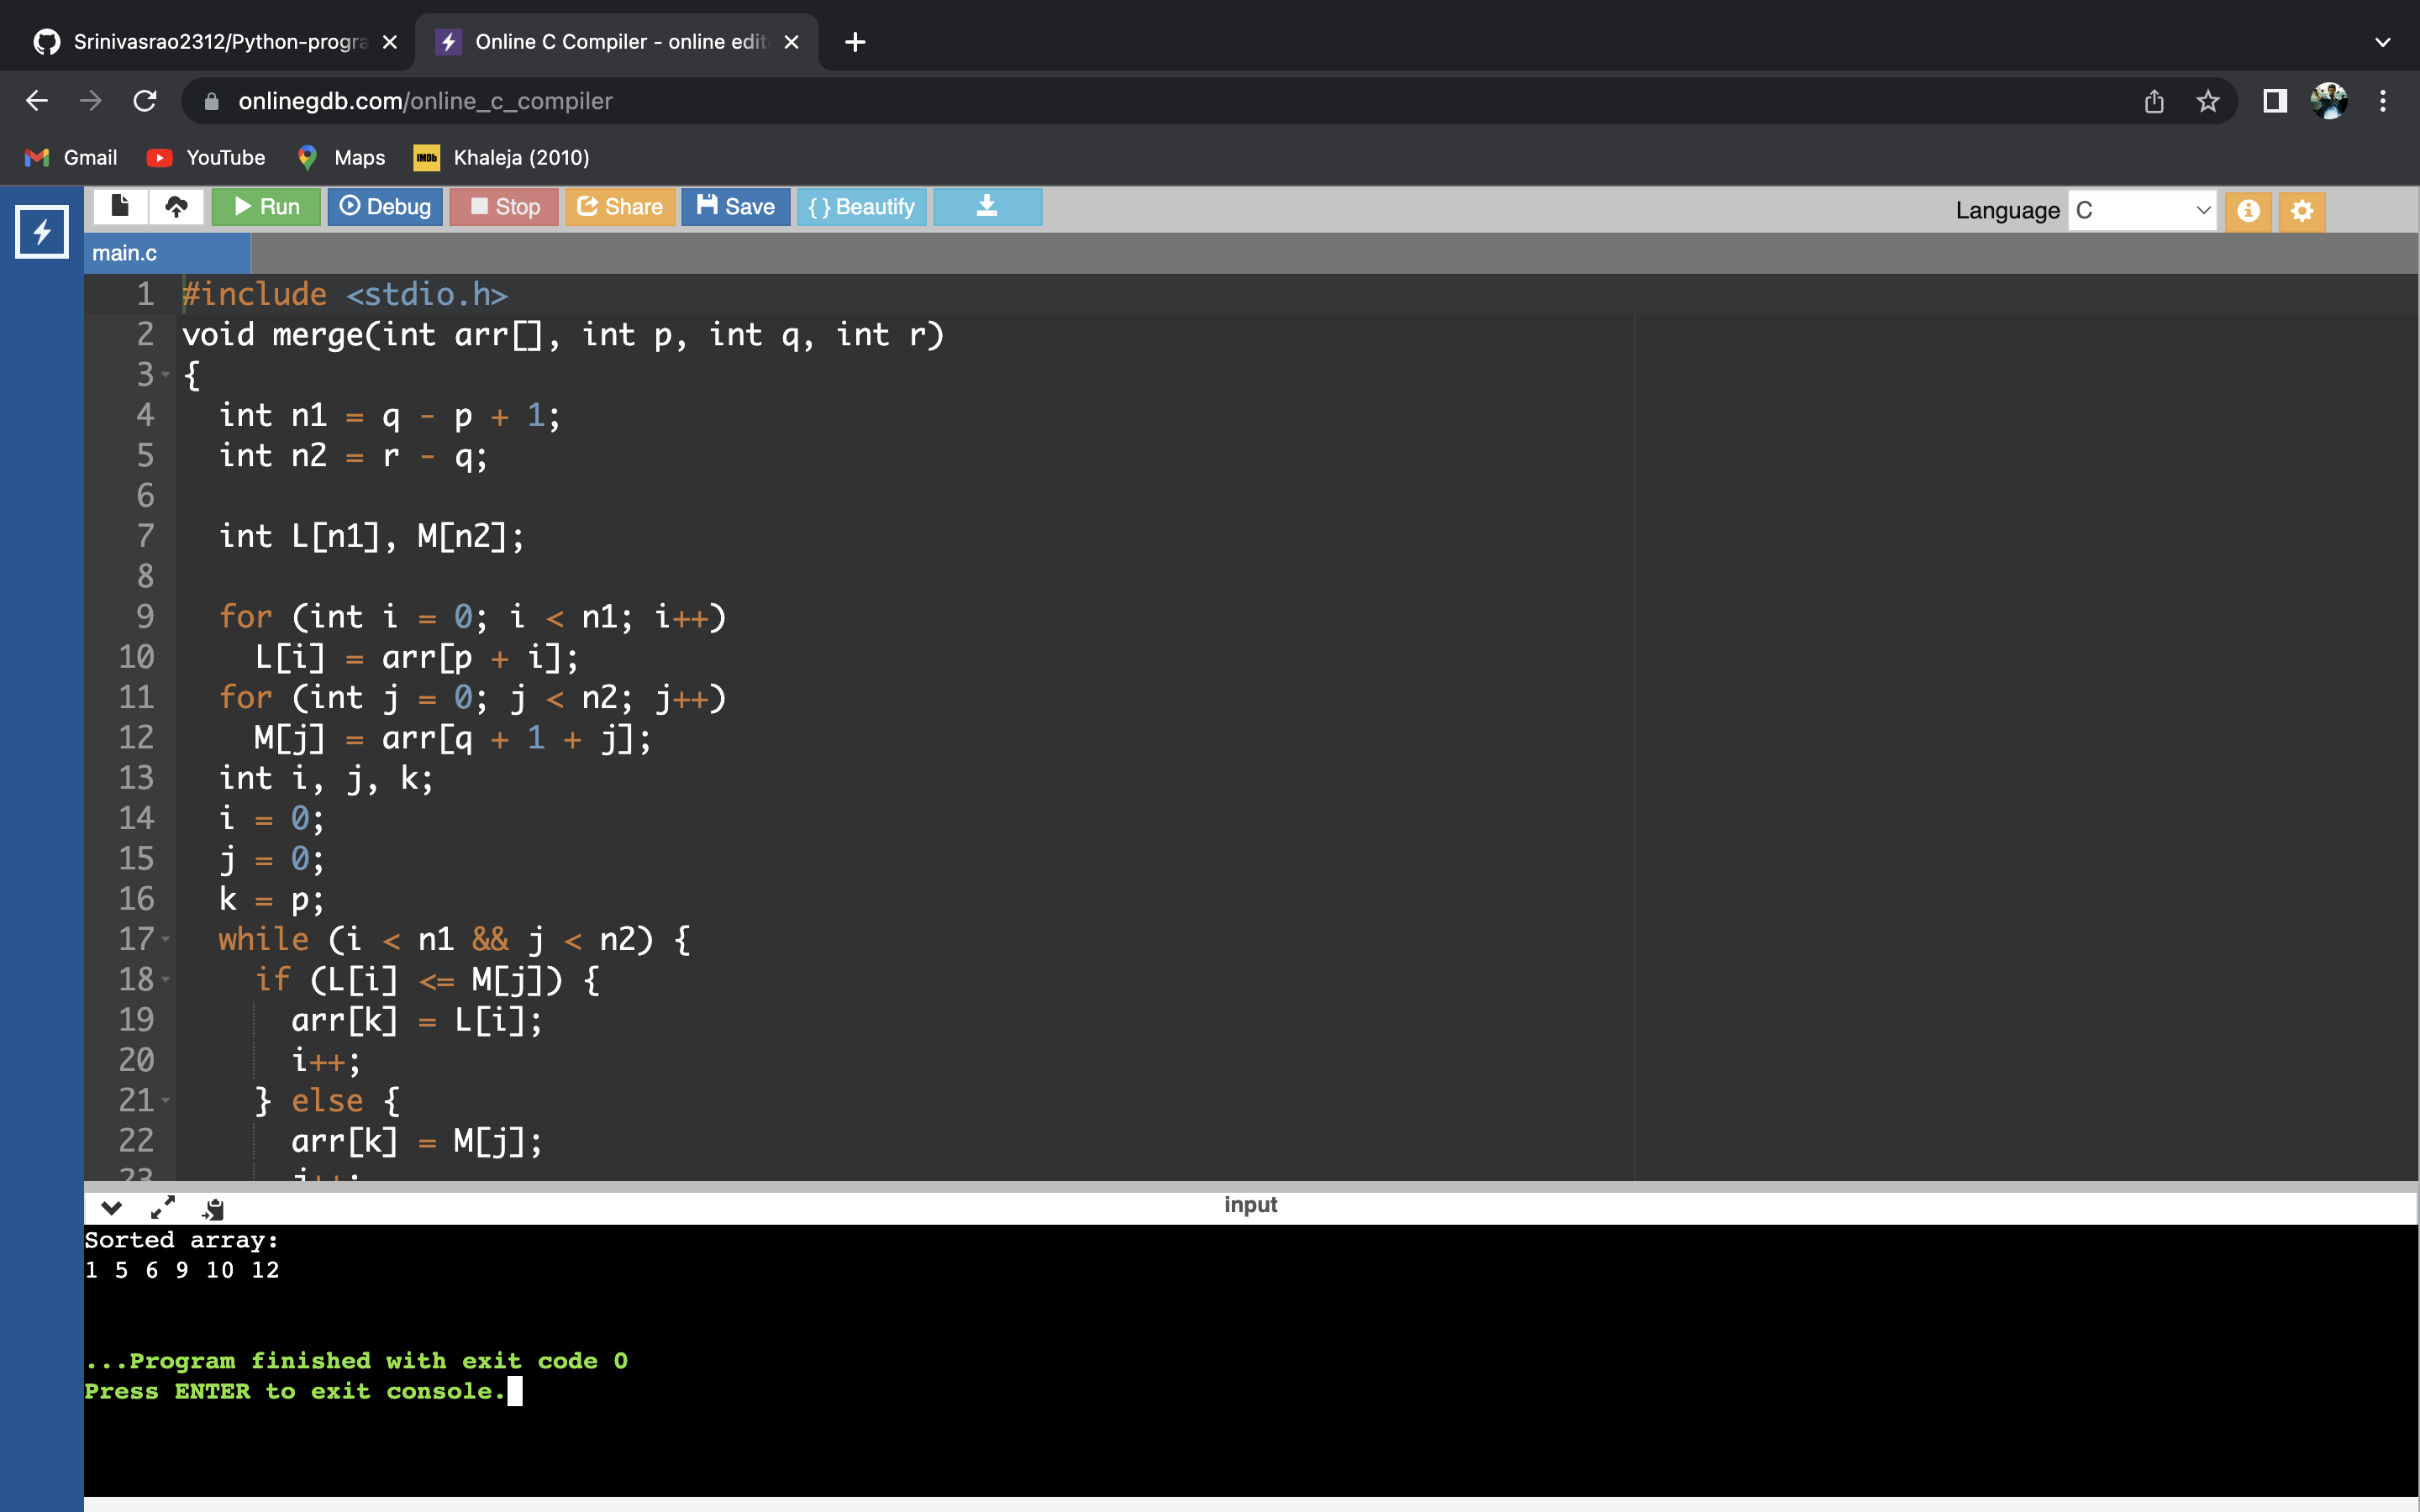 Srinivasrao2312/Python-progra
Online C Compiler - online edit
onlinegdb.com/online_c_compiler
Gmail YouTube Maps IMDb Khaleja (2010)
Run Debug Stop Share Save { } Beautify Language C
main.c
1 #include <stdio.h>
2 void merge(int arr[], int p, int q, int r)
3 {
4   int n1 = q - p + 1;
5   int n2 = r - q;
6
7   int L[n1], M[n2];
8
9   for (int i = 0; i < n1; i++)
10     L[i] = arr[p + i];
11   for (int j = 0; j < n2; j++)
12     M[j] = arr[q + 1 + j];
13   int i, j, k;
14   i = 0;
15   j = 0;
16   k = p;
17   while (i < n1 && j < n2) {
18     if (L[i] <= M[j]) {
19       arr[k] = L[i];
20       i++;
21     } else {
22       arr[k] = M[j];
23
input
Sorted array:
1 5 6 9 10 12
...Program finished with exit code 0
Press ENTER to exit console.